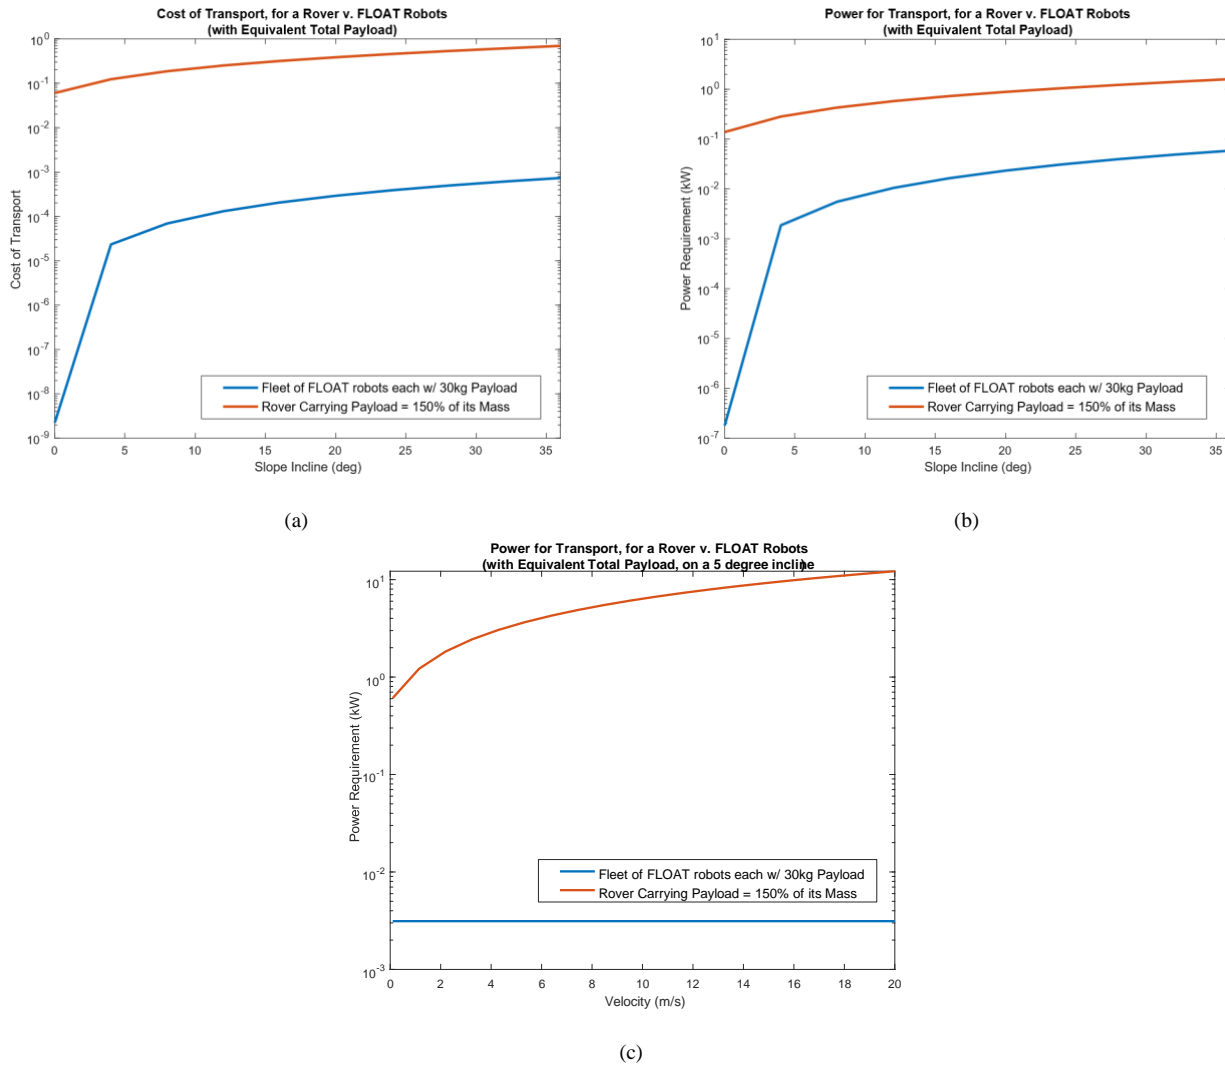 Cost of Transport, for a Rover v. FLOAT Robots
(with Equivalent Total Payload)
10^0
10^-1
10^-2
10^-3
10^-4
10^-5
10^-6
10^-7
10^-8
10^-9
Cost of Transport
Fleet of FLOAT robots each w/ 30kg Payload
Rover Carrying Payload = 150% of its Mass
0 5 10 15 20 25 30 35
Slope Incline (deg)
(a)
Power for Transport, for a Rover v. FLOAT Robots
(with Equivalent Total Payload)
10^1
10^0
10^-1
10^-2
10^-3
10^-4
10^-5
10^-6
10^-7
Power Requirement (kW)
Fleet of FLOAT robots each w/ 30kg Payload
Rover Carrying Payload = 150% of its Mass
0 5 10 15 20 25 30 35
Slope Incline (deg)
(b)
Power for Transport, for a Rover v. FLOAT Robots
(with Equivalent Total Payload, on a 5 degree incline)
10^1
10^0
10^-1
10^-2
10^-3
Power Requirement (kW)
Fleet of FLOAT robots each w/ 30kg Payload
Rover Carrying Payload = 150% of its Mass
0 2 4 6 8 10 12 14 16 18 20
Velocity (m/s)
(c)